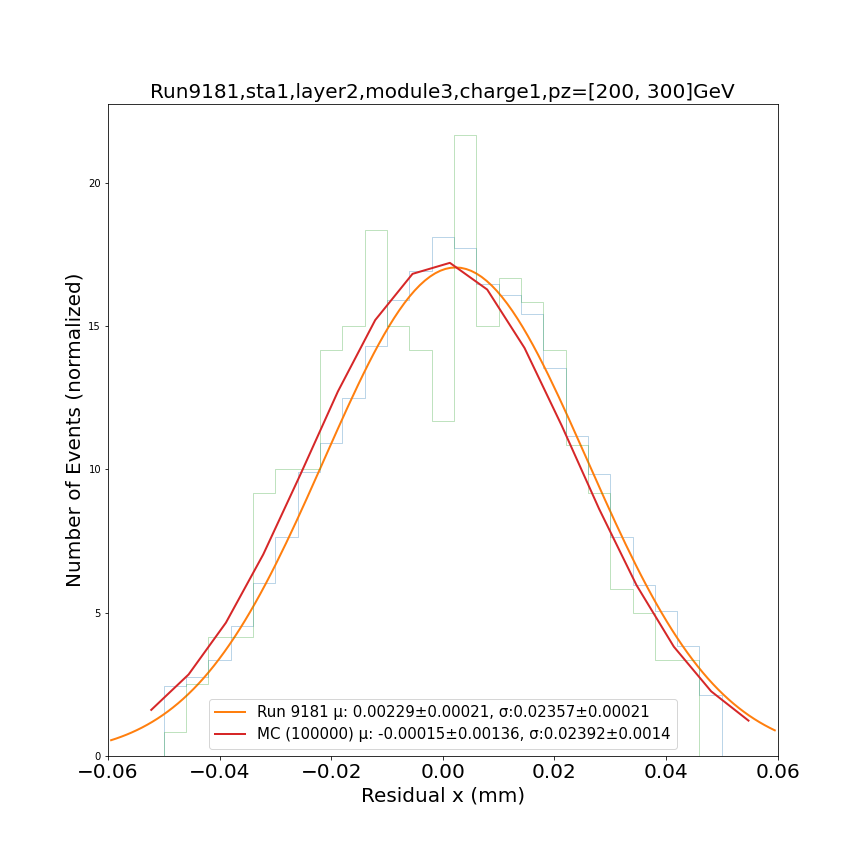 Run9181,sta1,layer2,module3,charge1,pz=[200, 300]GeV
Number of Events (normalized)
20
15
10
5
0
Run 9181 μ: 0.00229±0.00021, σ:0.02357±0.00021
MC (100000) μ: -0.00015±0.00136, σ:0.02392±0.0014
−0.06 −0.04 −0.02 0.00 0.02 0.04 0.06
Residual x (mm)